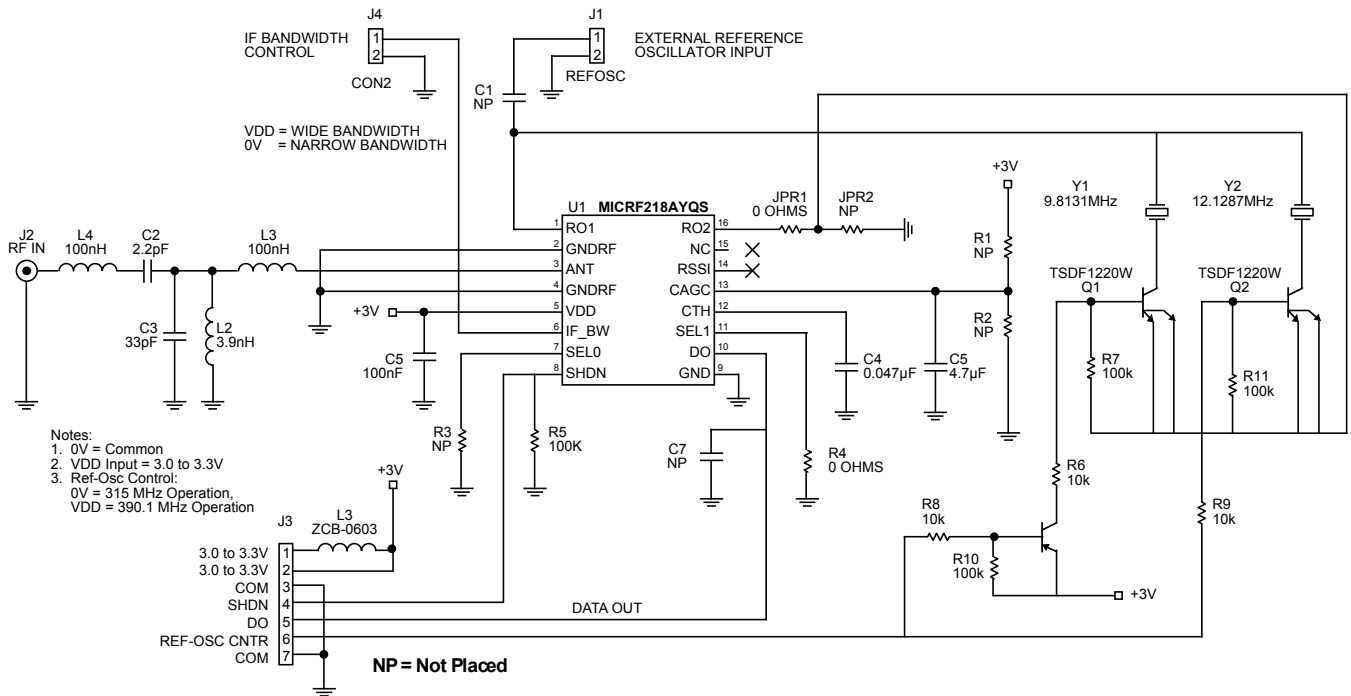 J4
IF BANDWIDTH
CONTROL
1
2
CON2
J1
1
2
EXTERNAL REFERENCE
OSCILLATOR INPUT
REFOSC
C1
NP
VDD = WIDE BANDWIDTH
0V = NARROW BANDWIDTH
J2
RF IN
L4
100nH
C2
2.2pF
L3
100nH
C3
33pF
L2
3.9nH
+3V
C5
100nF
U1 MICRF218AYQS
1 RO1
2 GNDRF
3 ANT
4 GNDRF
5 VDD
6 IF_BW
7 SEL0
8 SHDN
RO2 16
NC 15
RSSI 14
CAGC 13
CTH 12
SEL1 11
DO 10
GND 9
JPR1
0 OHMS
JPR2
NP
+3V
R1
NP
R2
NP
Y1
9.8131MHz
Y2
12.1287MHz
TSDF1220W
Q1
TSDF1220W
Q2
R7
100k
R11
100k
C4
0.047µF
C5
4.7µF
R3
NP
R5
100K
C7
NP
R4
0 OHMS
R6
10k
R8
10k
R9
10k
R10
100k
+3V
Notes:
1. 0V = Common
2. VDD Input = 3.0 to 3.3V
3. Ref-Osc Control:
0V = 315 MHz Operation,
VDD = 390.1 MHz Operation
+3V
J3
L3
ZCB-0603
3.0 to 3.3V 1
3.0 to 3.3V 2
COM 3
SHDN 4
DO 5
REF-OSC CNTR 6
COM 7
DATA OUT
NP = Not Placed